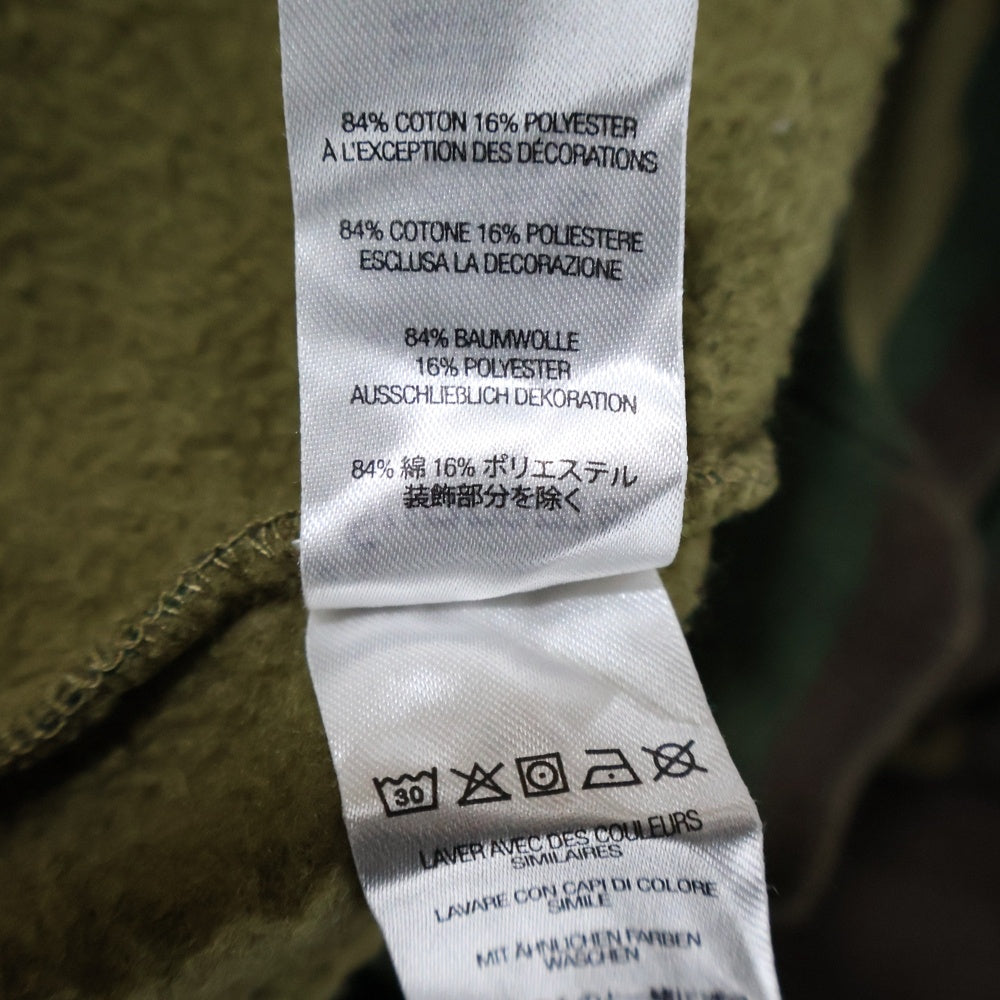 84% COTON 16% POLYESTER
À L'EXCEPTION DES DÉCORATIONS
84% COTONE 16% POLIESTERE
ESCLUSA LA DECORAZIONE
84% BAUMWOLLE
16% POLYESTER
AUSSCHLIEßLICH DEKORATION
84% 綿 16% ポリエステル
装飾部分を除く
30
LAVER AVEC DES COULEURS
SIMILAIRES
LAVARE CON CAPI DI COLORE
SIMILE
MIT ÄHNLICHEN FARBEN
WASCHEN